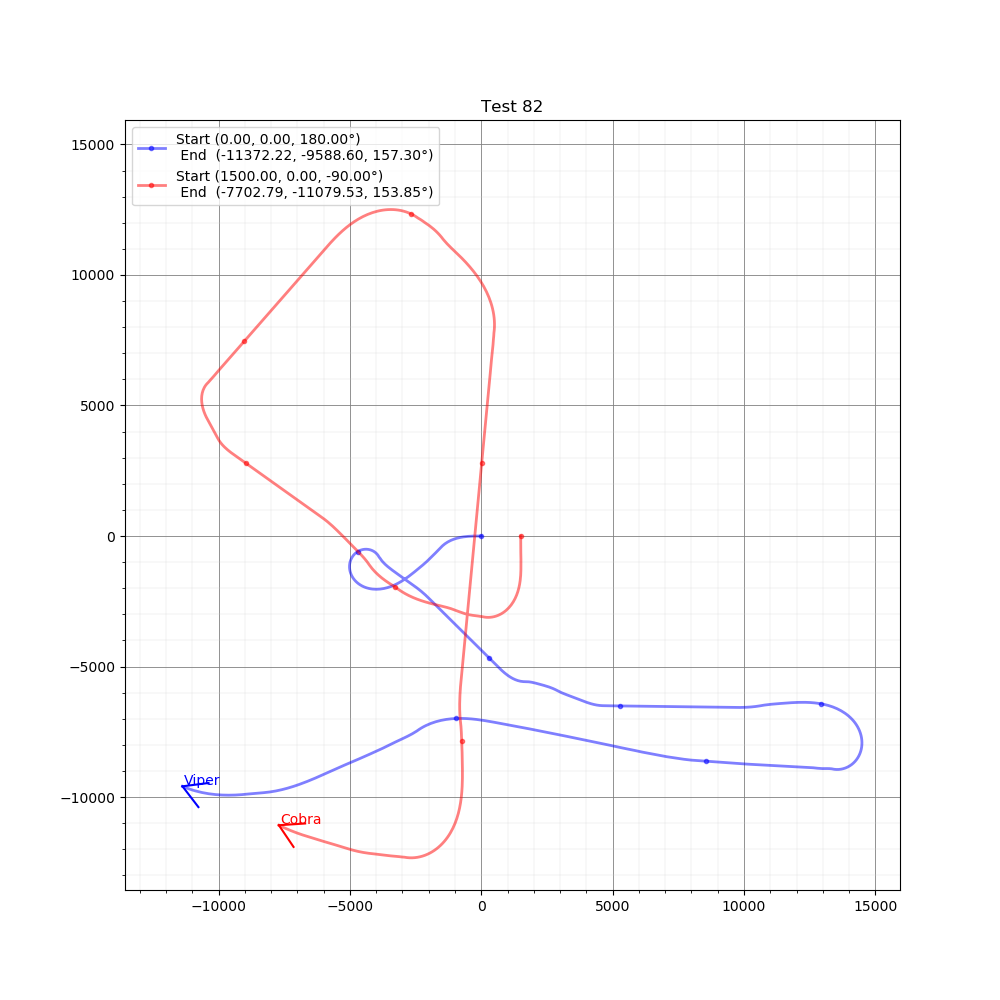 Test 82
Start (0.00, 0.00, 180.00°)
End (-11372.22, -9588.60, 157.30°)
Start (1500.00, 0.00, -90.00°)
End (-7702.79, -11079.53, 153.85°)
15000
10000
5000
0
−5000
−10000
Viper
Cobra
−10000 −5000 0 5000 10000 15000